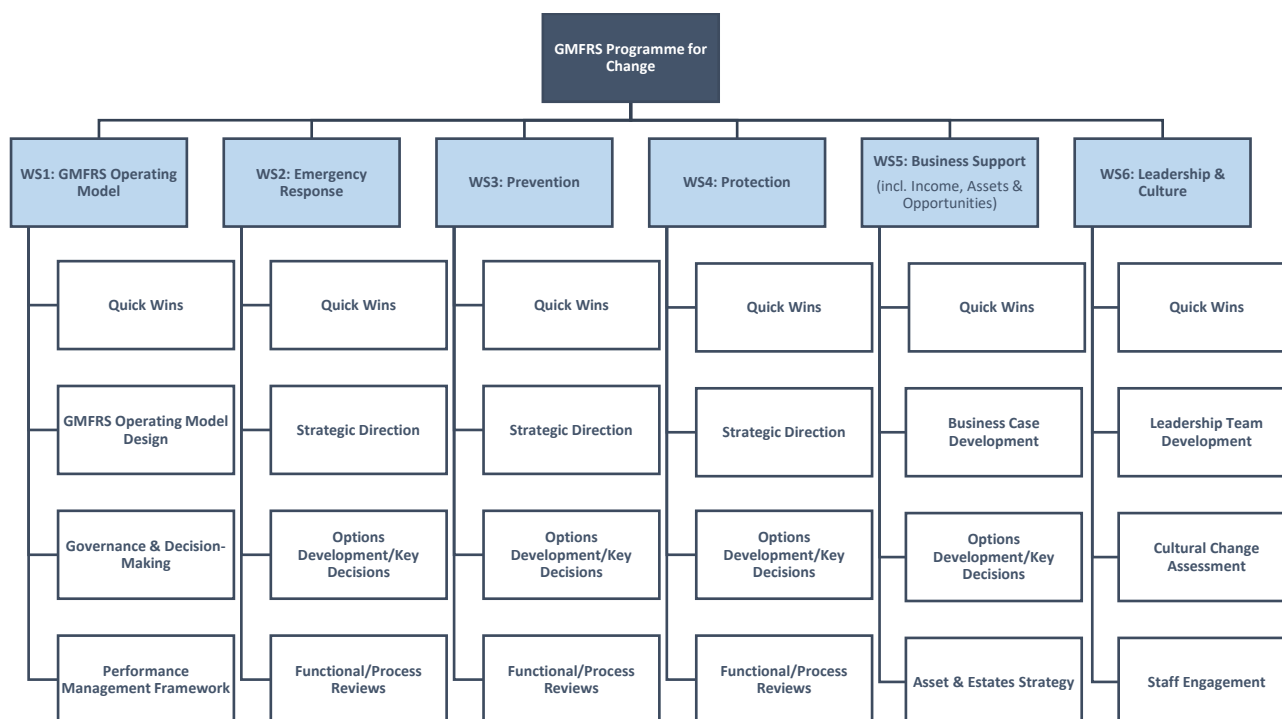 GMFRS Programme for
Change
WS1: GMFRS Operating
Model
WS2: Emergency
Response
WS3: Prevention
WS4: Protection
WS5: Business Support
(incl. Income, Assets &
Opportunities)
WS6: Leadership &
Culture
Quick Wins
Quick Wins
Quick Wins
Quick Wins
Quick Wins
Quick Wins
GMFRS Operating Model
Design
Strategic Direction
Strategic Direction
Strategic Direction
Business Case
Development
Leadership Team
Development
Governance & Decision-
Making
Options
Development/Key
Decisions
Options
Development/Key
Decisions
Options
Development/Key
Decisions
Options
Development/Key
Decisions
Cultural Change
Assessment
Performance
Management Framework
Functional/Process
Reviews
Functional/Process
Reviews
Functional/Process
Reviews
Asset & Estates Strategy
Staff Engagement